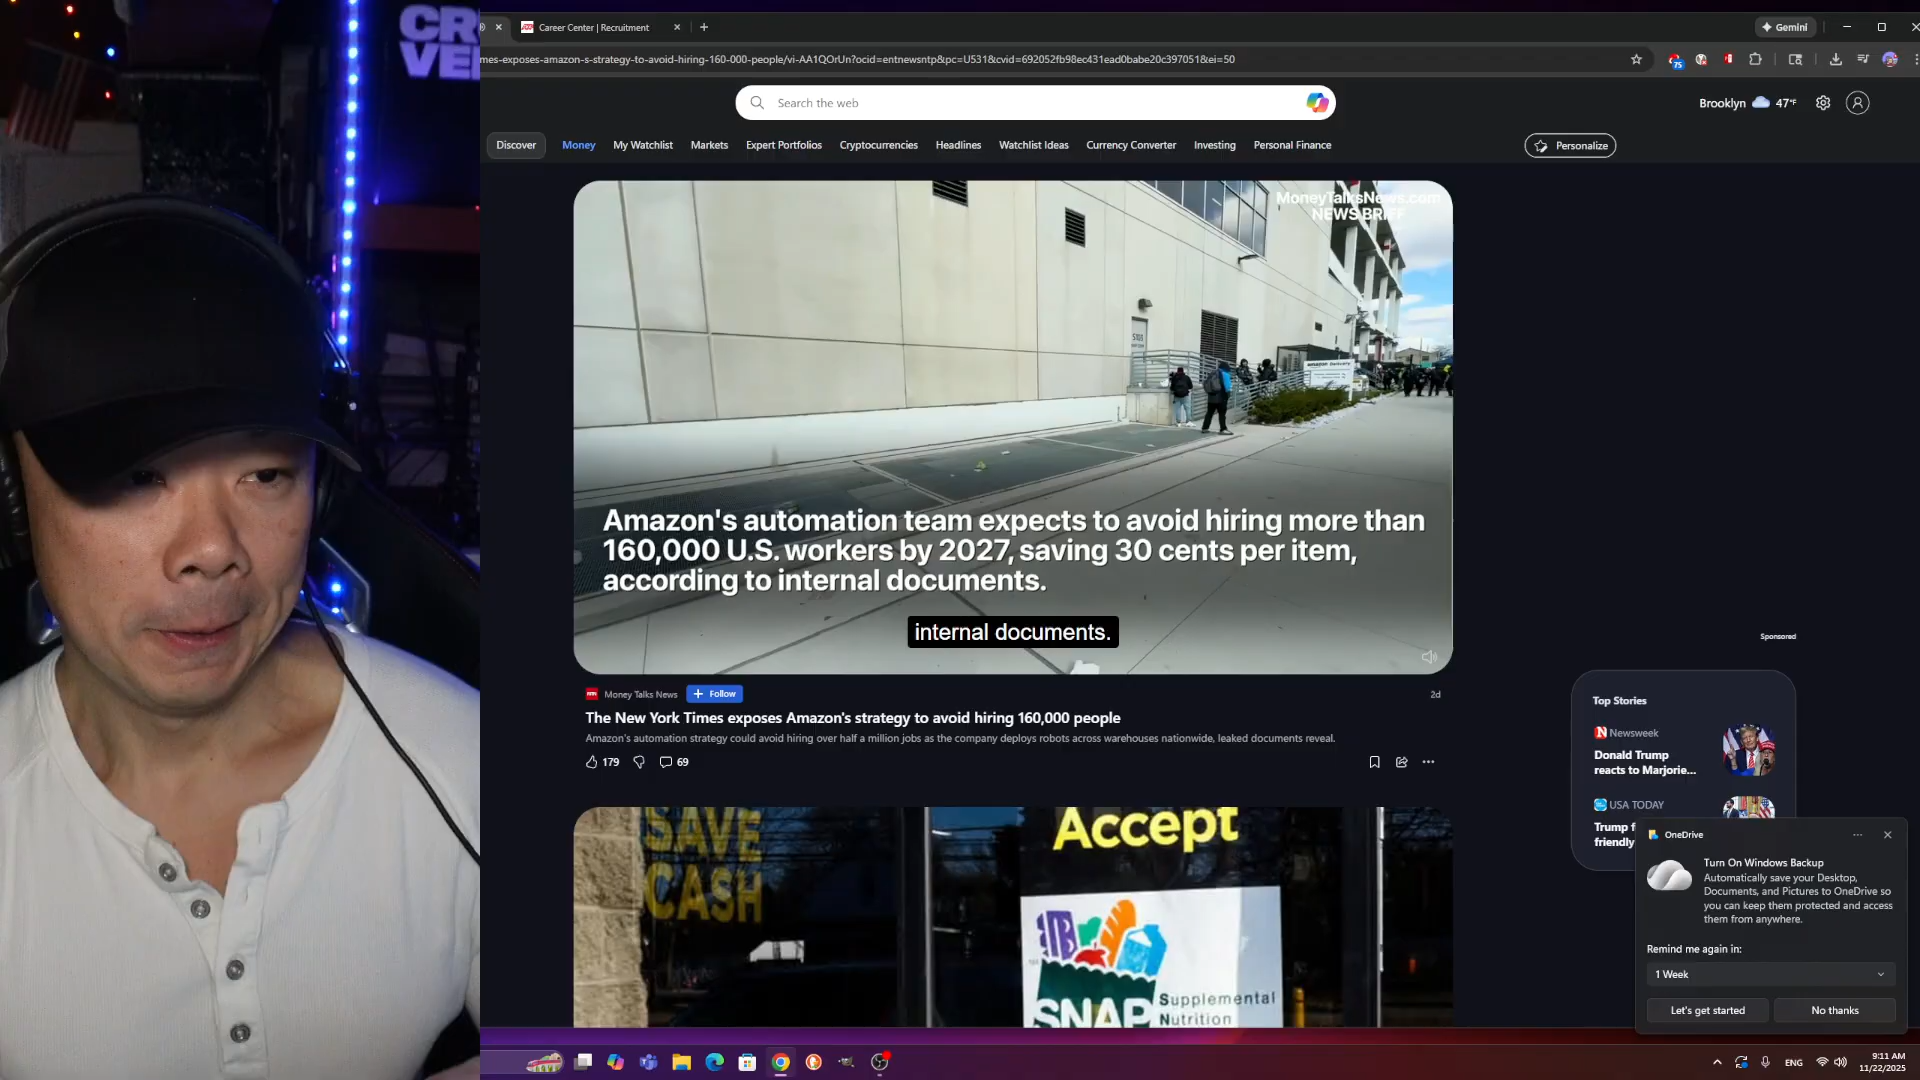 Career Center | Recruitment
Gemini
mes-exposes-amazon-s-strategy-to-avoid-hiring-160-000-people/vi-AA1QOrUn?ocid=entnewsntp&pc=U531&cvid=692052fb98ec431ead0babe20c397051&ei=50
75
Search the web
Brooklyn 47°F
Discover Money My Watchlist Markets Expert Portfolios Cryptocurrencies Headlines Watchlist Ideas Currency Converter Investing Personal Finance
Personalize
MoneyTalksNews.com
NEWS BRIEF
Amazon's automation team expects to avoid hiring more than
160,000 U.S. workers by 2027, saving 30 cents per item,
according to internal documents.
internal documents.
Money Talks News + Follow 2d
The New York Times exposes Amazon's strategy to avoid hiring 160,000 people
Amazon's automation strategy could avoid hiring over half a million jobs as the company deploys robots across warehouses nationwide, leaked documents reveal.
179 69
SAVE
CASH
Accept
SNAP
Supplemental
Nutrition
Sponsored
Top Stories
Newsweek
Donald Trump
reacts to Marjorie...
USA TODAY
Trump f
friendly
OneDrive
Turn On Windows Backup
Automatically save your Desktop,
Documents, and Pictures to OneDrive so
you can keep them protected and access
them from anywhere.
Remind me again in:
1 Week
Let's get started
No thanks
ENG
9:11 AM
11/22/2025